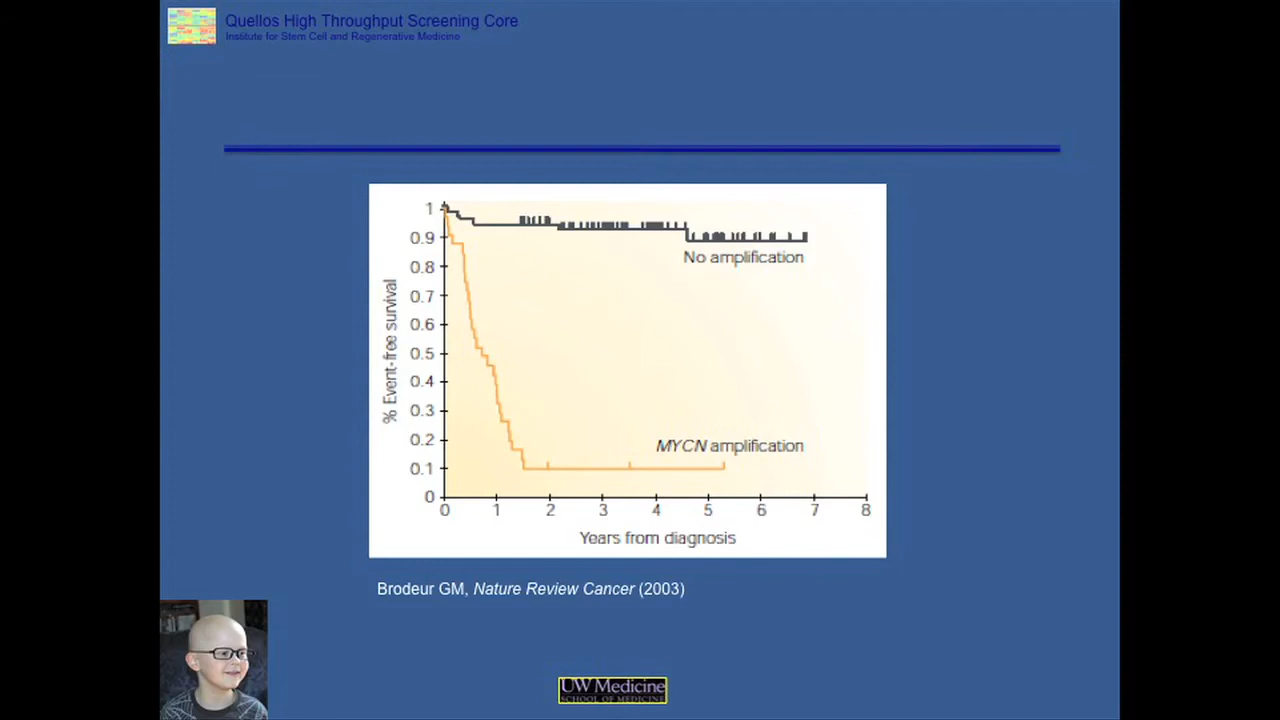 Quellos High Throughput Screening Core
Institute for Stem Cell and Regenerative Medicine
1
0.9
0.8
0.7
0.6
0.5
0.4
0.3
0.2
0.1
0
% Event-free survival
No amplification
MYCN amplification
0 1 2 3 4 5 6 7 8
Years from diagnosis
Brodeur GM, Nature Review Cancer (2003)
UW Medicine
SCHOOL OF MEDICINE